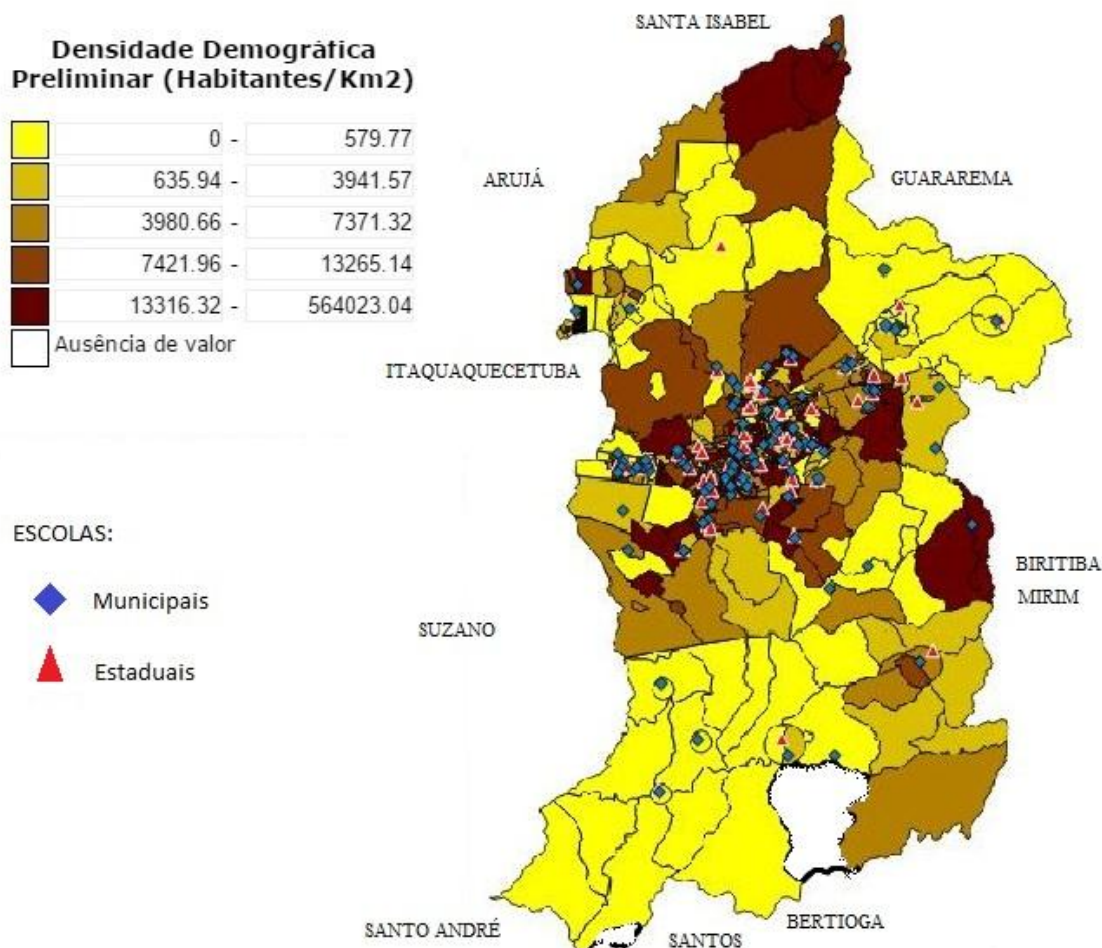 SANTA ISABEL
Densidade Demográfica
Preliminar (Habitantes/Km2)
0 - 579.77
635.94 - 3941.57
3980.66 - 7371.32
7421.96 - 13265.14
13316.32 - 564023.04
Ausência de valor
ARUJÁ
GUARAREMA
ITAQUAQUECETUBA
ESCOLAS:
Municipais
Estaduais
SUZANO
BIRITIBA
MIRIM
SANTO ANDRÉ
SANTOS
BERTIOGA